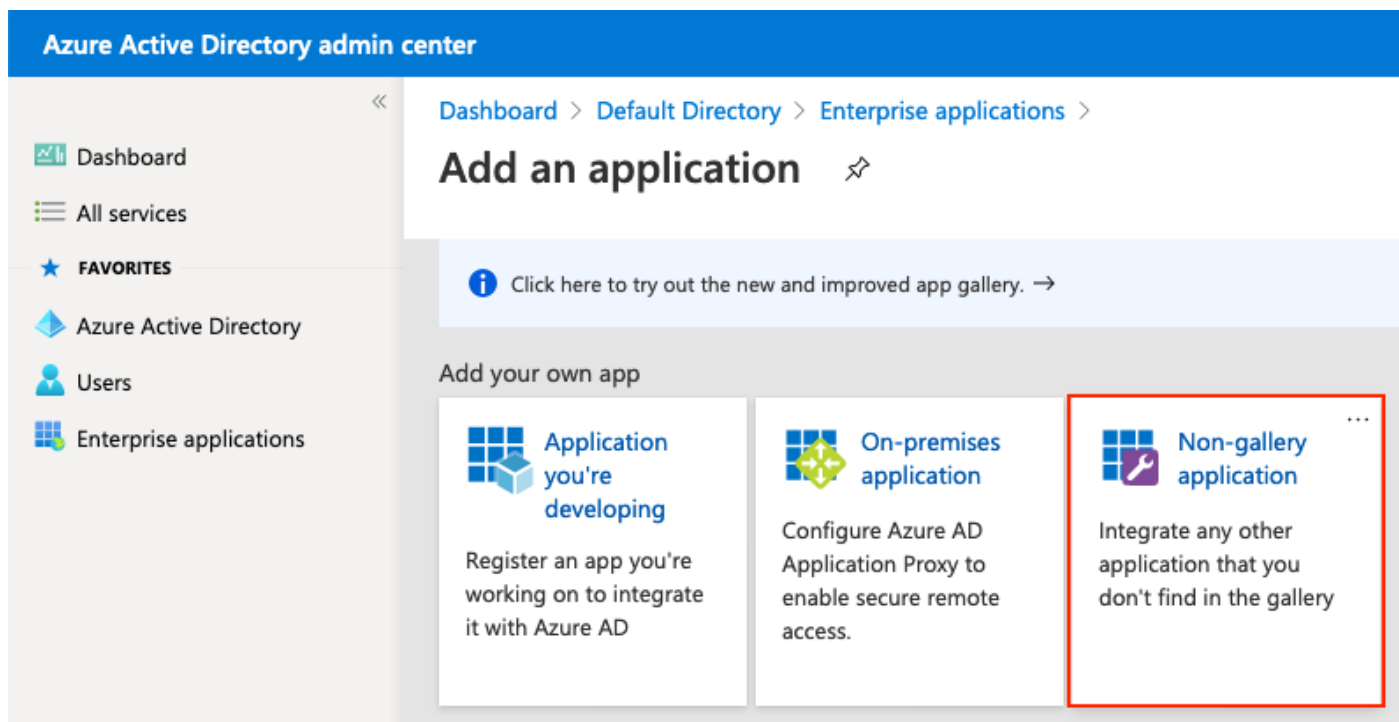 Azure Active Directory admin center
«
Dashboard
All services
FAVORITES
Azure Active Directory
Users
Enterprise applications
Dashboard > Default Directory > Enterprise applications >
Add an application
Click here to try out the new and improved app gallery. →
Add your own app
Application
you're
developing
Register an app you're
working on to integrate
it with Azure AD
On-premises
application
Configure Azure AD
Application Proxy to
enable secure remote
access.
...
Non-gallery
application
Integrate any other
application that you
don't find in the gallery